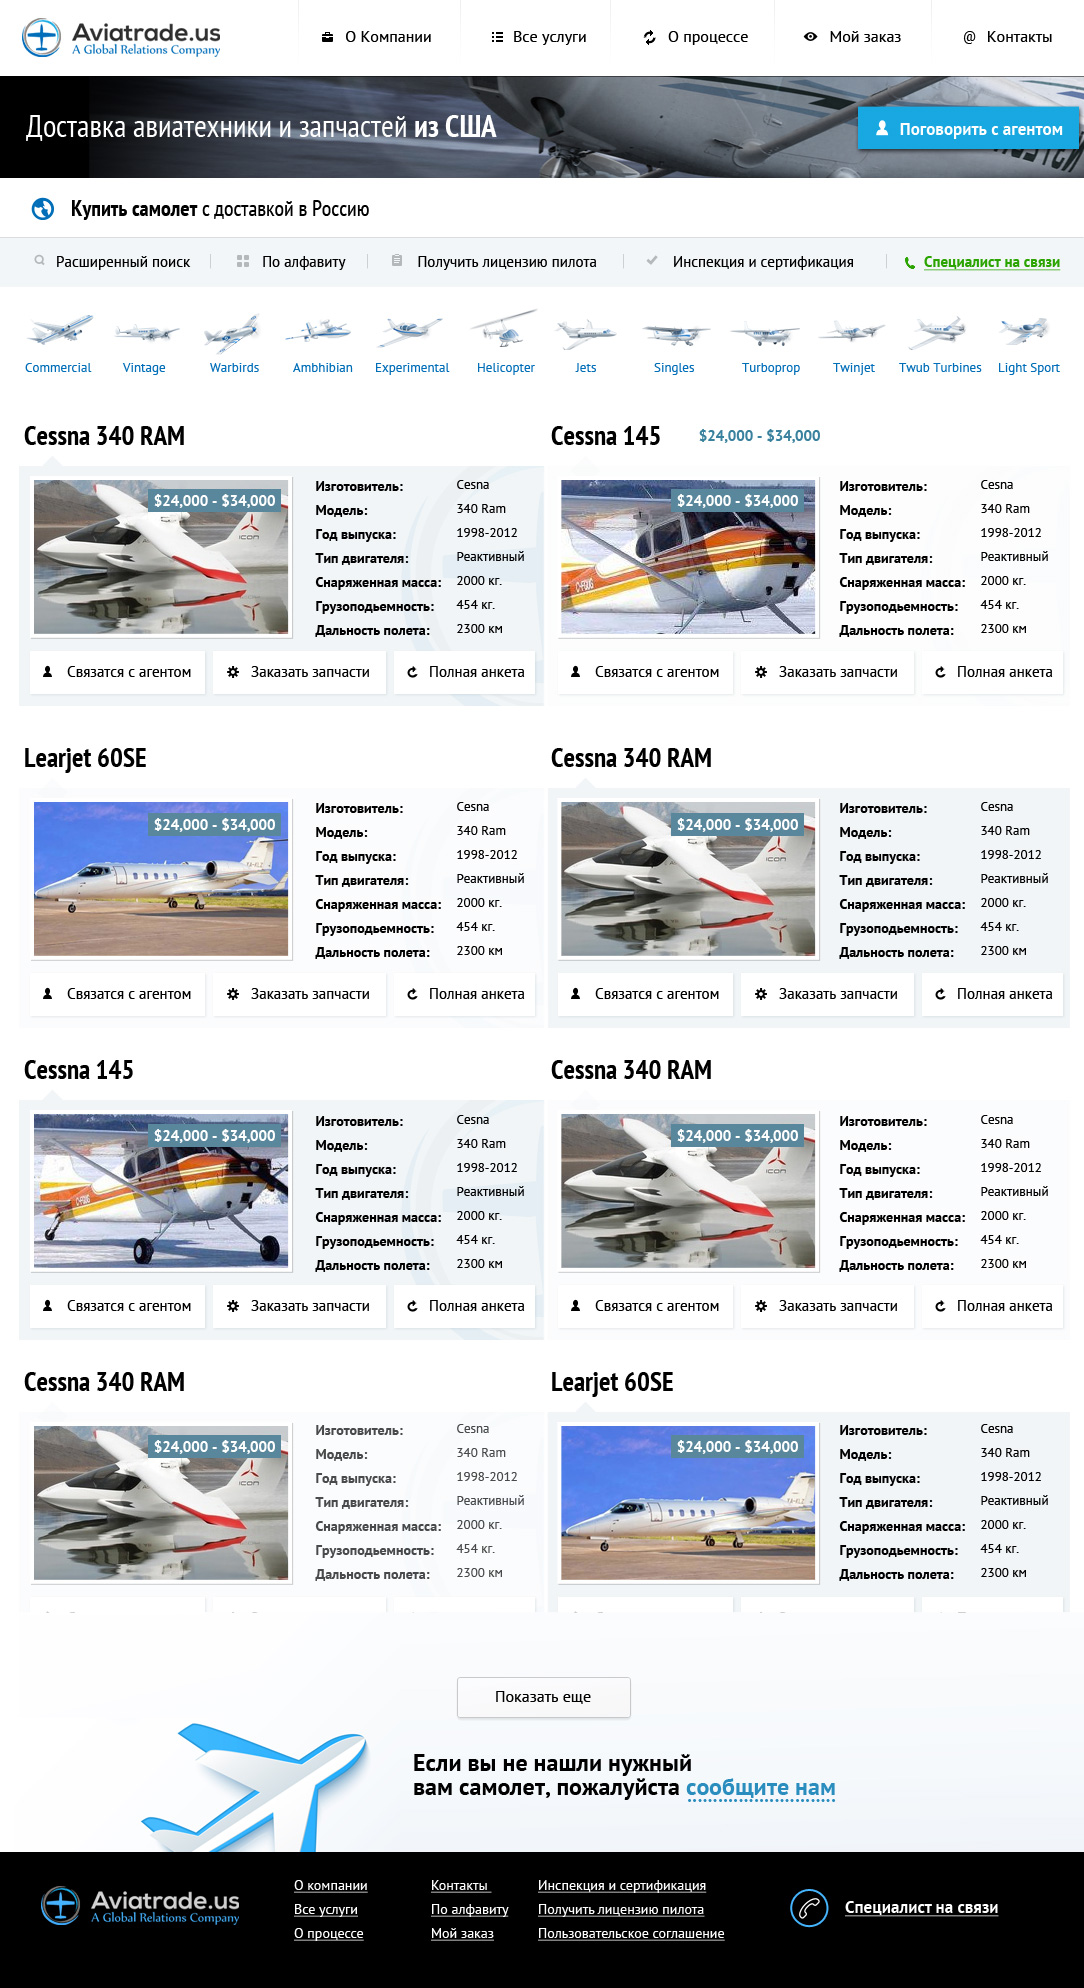 Aviatrade.us
A Global Relations Company
О Компании
Все услуги
О процессе
Мой заказ
@ Контакты
Доставка авиатехники и запчастей из США
Поговорить с агентом
Купить самолет с доставкой в Россию
Расширенный поиск
По алфавиту
Получить лицензию пилота
Инспекция и сертификация
Специалист на связи
Commercial
Vintage
Warbirds
Ambhibian
Experimental
Helicopter
Jets
Singles
Turboprop
Twinjet
Twub Turbines
Light Sport
Cessna 340 RAM
$24,000 - $34,000
ICON
Изготовитель: Cesna
Модель: 340 Ram
Год выпуска: 1998-2012
Тип двигателя: Реактивный
Снаряженная масса: 2000 кг.
Грузоподьемность: 454 кг.
Дальность полета: 2300 км
Связатся с агентом
Заказать запчасти
Полная анкета
Cessna 145 $24,000 - $34,000
$24,000 - $34,000
Изготовитель: Cesna
Модель: 340 Ram
Год выпуска: 1998-2012
Тип двигателя: Реактивный
Снаряженная масса: 2000 кг.
Грузоподьемность: 454 кг.
Дальность полета: 2300 км
Связатся с агентом
Заказать запчасти
Полная анкета
Learjet 60SE
$24,000 - $34,000
Изготовитель: Cesna
Модель: 340 Ram
Год выпуска: 1998-2012
Тип двигателя: Реактивный
Снаряженная масса: 2000 кг.
Грузоподьемность: 454 кг.
Дальность полета: 2300 км
Связатся с агентом
Заказать запчасти
Полная анкета
Cessna 340 RAM
$24,000 - $34,000
ICON
Изготовитель: Cesna
Модель: 340 Ram
Год выпуска: 1998-2012
Тип двигателя: Реактивный
Снаряженная масса: 2000 кг.
Грузоподьемность: 454 кг.
Дальность полета: 2300 км
Связатся с агентом
Заказать запчасти
Полная анкета
Cessna 145
$24,000 - $34,000
Изготовитель: Cesna
Модель: 340 Ram
Год выпуска: 1998-2012
Тип двигателя: Реактивный
Снаряженная масса: 2000 кг.
Грузоподьемность: 454 кг.
Дальность полета: 2300 км
Связатся с агентом
Заказать запчасти
Полная анкета
Cessna 340 RAM
$24,000 - $34,000
ICON
Изготовитель: Cesna
Модель: 340 Ram
Год выпуска: 1998-2012
Тип двигателя: Реактивный
Снаряженная масса: 2000 кг.
Грузоподьемность: 454 кг.
Дальность полета: 2300 км
Связатся с агентом
Заказать запчасти
Полная анкета
Cessna 340 RAM
$24,000 - $34,000
ICON
Изготовитель: Cesna
Модель: 340 Ram
Год выпуска: 1998-2012
Тип двигателя: Реактивный
Снаряженная масса: 2000 кг.
Грузоподьемность: 454 кг.
Дальность полета: 2300 км
Learjet 60SE
$24,000 - $34,000
Изготовитель: Cesna
Модель: 340 Ram
Год выпуска: 1998-2012
Тип двигателя: Реактивный
Снаряженная масса: 2000 кг.
Грузоподьемность: 454 кг.
Дальность полета: 2300 км
Показать еще
Если вы не нашли нужный
вам самолет, пожалуйста сообщите нам
Aviatrade.us
A Global Relations Company
О компании
Все услуги
О процессе
Контакты
По алфавиту
Мой заказ
Инспекция и сертификация
Получить лицензию пилота
Пользовательское соглашение
Специалист на связи